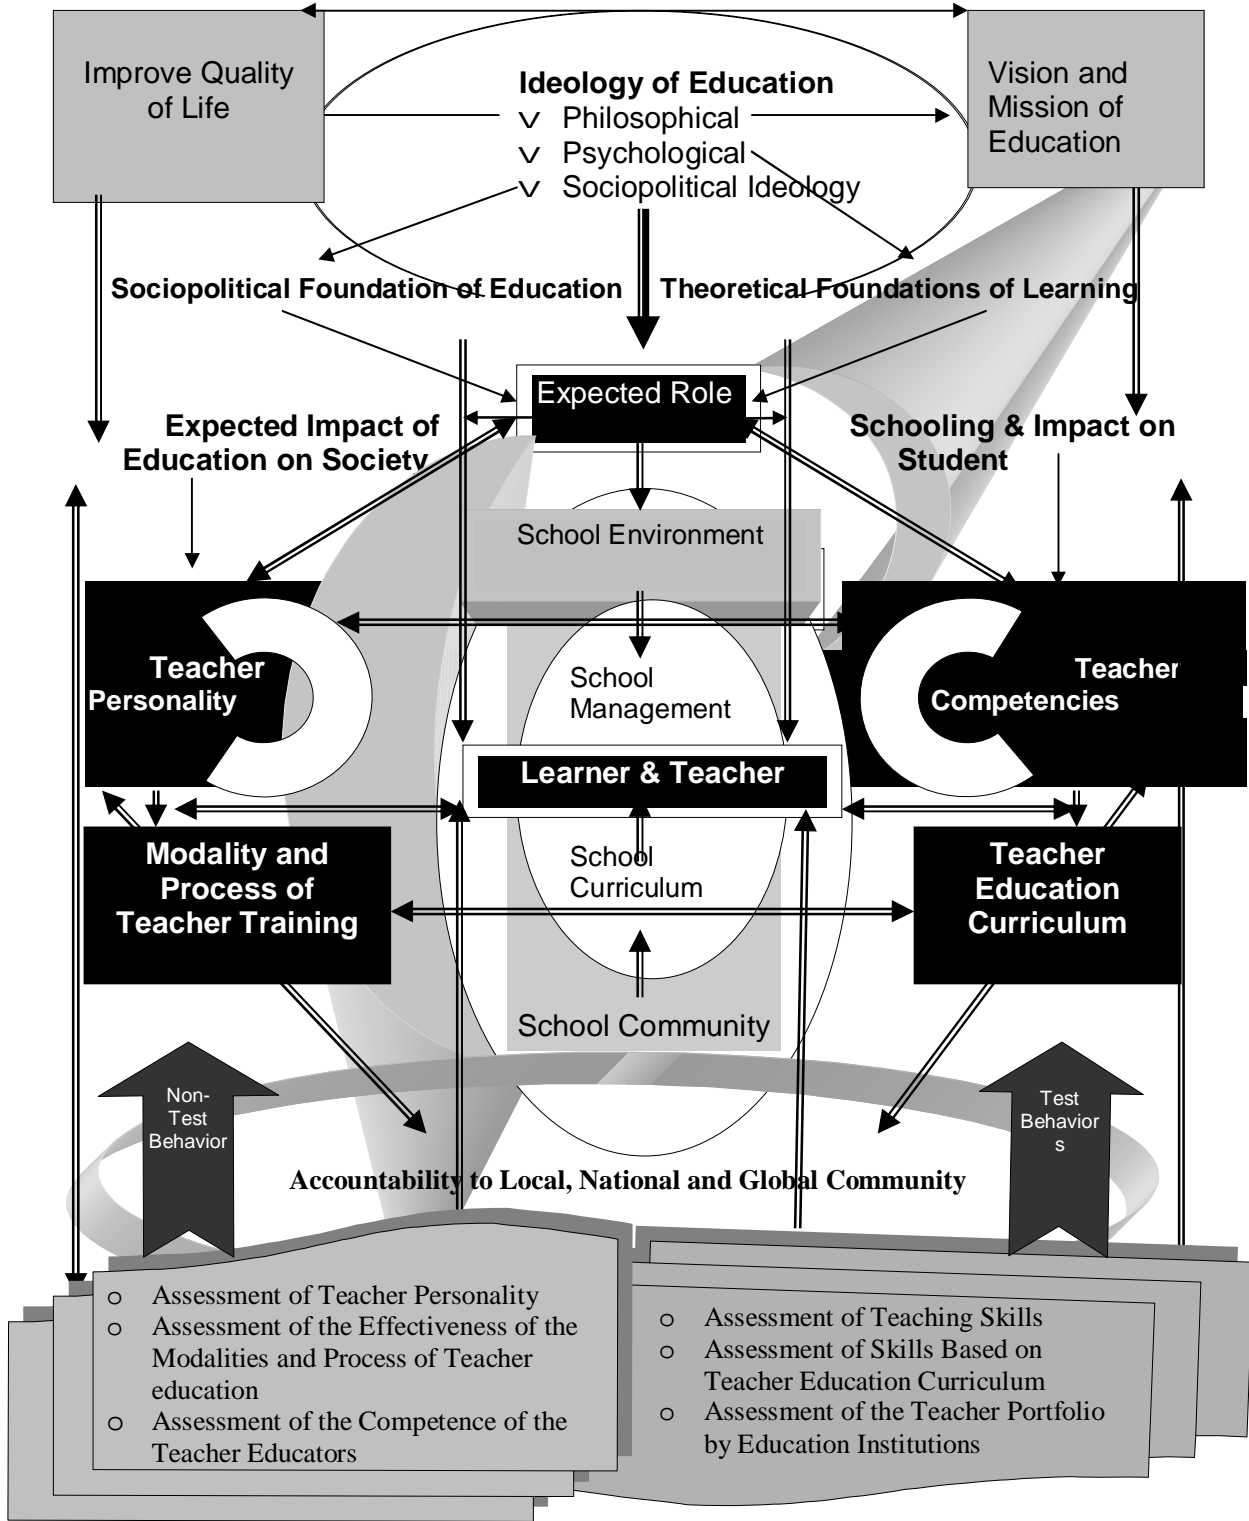 Improve Quality
of Life
Ideology of Education
v Philosophical
v Psychological
v Sociopolitical Ideology
Vision and
Mission of
Education
Sociopolitical Foundation of Education
Theoretical Foundations of Learning
Expected Role
Expected Impact of
Education on Society
Schooling & Impact on
Student
School Environment
Teacher
Personality
School
Management
Teacher
Competencies
Learner & Teacher
Modality and
Process of
Teacher Training
School
Curriculum
Teacher
Education
Curriculum
School Community
Non-
Test
Behavior
Test
Behavior
s
Accountability to Local, National and Global Community
o Assessment of Teacher Personality
o Assessment of the Effectiveness of the
Modalities and Process of Teacher
education
o Assessment of the Competence of the
Teacher Educators
o Assessment of Teaching Skills
o Assessment of Skills Based on
Teacher Education Curriculum
o Assessment of the Teacher Portfolio
by Education Institutions